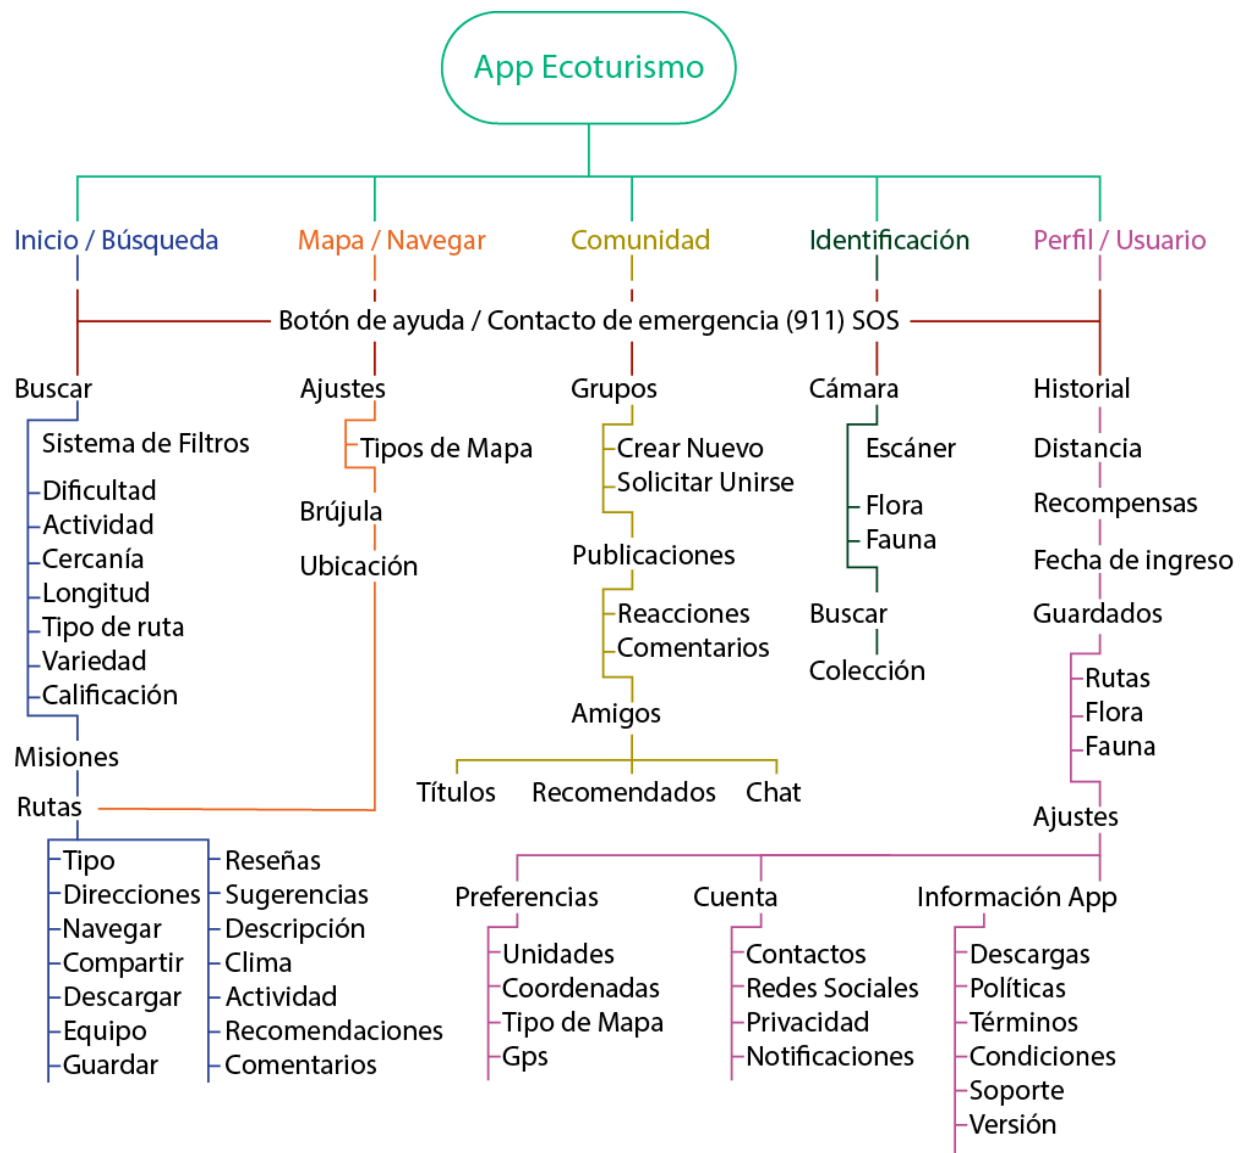 App Ecoturismo
Inicio / Búsqueda
Mapa / Navegar
Comunidad
Identificación
Perfil / Usuario
Botón de ayuda / Contacto de emergencia (911) SOS
Buscar
Sistema de Filtros
Dificultad
Actividad
Cercanía
Longitud
Tipo de ruta
Variedad
Calificación
Misiones
Rutas
Tipo
Direcciones
Navegar
Compartir
Descargar
Equipo
Guardar
Reseñas
Sugerencias
Descripción
Clima
Actividad
Recomendaciones
Comentarios
Ajustes
Tipos de Mapa
Brújula
Ubicación
Grupos
Crear Nuevo
Solicitar Unirse
Publicaciones
Reacciones
Comentarios
Amigos
Títulos
Recomendados
Chat
Cámara
Escáner
Flora
Fauna
Buscar
Colección
Historial
Distancia
Recompensas
Fecha de ingreso
Guardados
Rutas
Flora
Fauna
Ajustes
Preferencias
Unidades
Coordenadas
Tipo de Mapa
Gps
Cuenta
Contactos
Redes Sociales
Privacidad
Notificaciones
Información App
Descargas
Políticas
Términos
Condiciones
Soporte
Versión